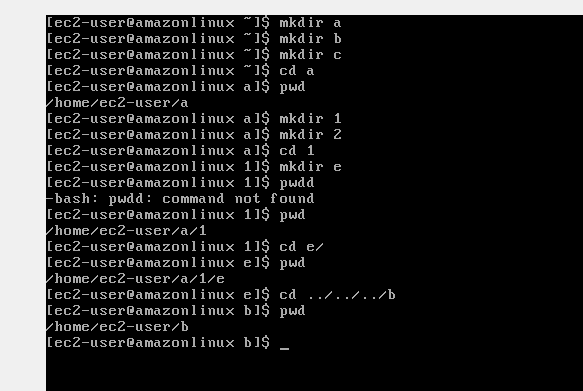 [ec2-user@amazonlinux ~]$ mkdir a
[ec2-user@amazonlinux ~]$ mkdir b
[ec2-user@amazonlinux ~]$ mkdir c
[ec2-user@amazonlinux ~]$ cd a
[ec2-user@amazonlinux a]$ pwd
/home/ec2-user/a
[ec2-user@amazonlinux a]$ mkdir 1
[ec2-user@amazonlinux a]$ mkdir 2
[ec2-user@amazonlinux a]$ cd 1
[ec2-user@amazonlinux 1]$ mkdir e
[ec2-user@amazonlinux 1]$ pwdd
-bash: pwdd: command not found
[ec2-user@amazonlinux 1]$ pwd
/home/ec2-user/a/1
[ec2-user@amazonlinux 1]$ cd e/
[ec2-user@amazonlinux e]$ pwd
/home/ec2-user/a/1/e
[ec2-user@amazonlinux e]$ cd ../../../b
[ec2-user@amazonlinux b]$ pwd
/home/ec2-user/b
[ec2-user@amazonlinux b]$ _